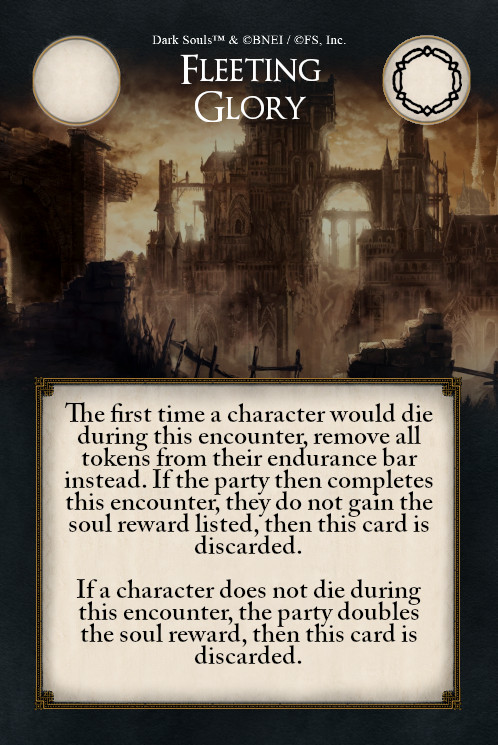 Dark Souls™ & ©BNEI / ©FS, Inc.
Fleeting
Glory
The first time a character would die
during this encounter, remove all
tokens from their endurance bar
instead. If the party then completes
this encounter, they do not gain the
soul reward listed, then this card is
discarded.
If a character does not die during
this encounter, the party doubles
the soul reward, then this card is
discarded.